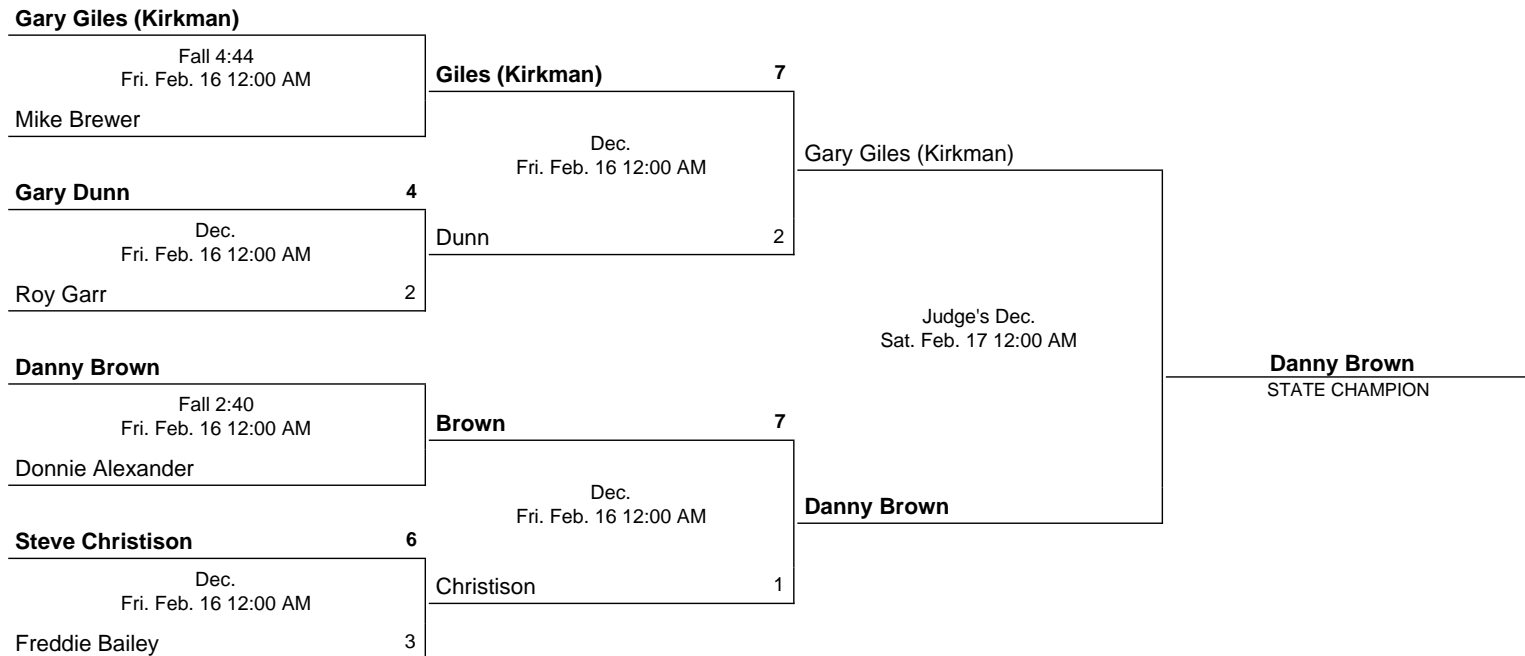 Gary Giles (Kirkman)
Fall 4:44
Fri. Feb. 16 12:00 AM
Mike Brewer
Gary Dunn 4
Dec.
Fri. Feb. 16 12:00 AM
Roy Garr 2
Danny Brown
Fall 2:40
Fri. Feb. 16 12:00 AM
Donnie Alexander
Steve Christison 6
Dec.
Fri. Feb. 16 12:00 AM
Freddie Bailey 3
Giles (Kirkman) 7
Dec.
Fri. Feb. 16 12:00 AM
Dunn 2
Brown 7
Dec.
Fri. Feb. 16 12:00 AM
Christison 1
Gary Giles (Kirkman)
Judge's Dec.
Sat. Feb. 17 12:00 AM
Danny Brown
Danny Brown
STATE CHAMPION